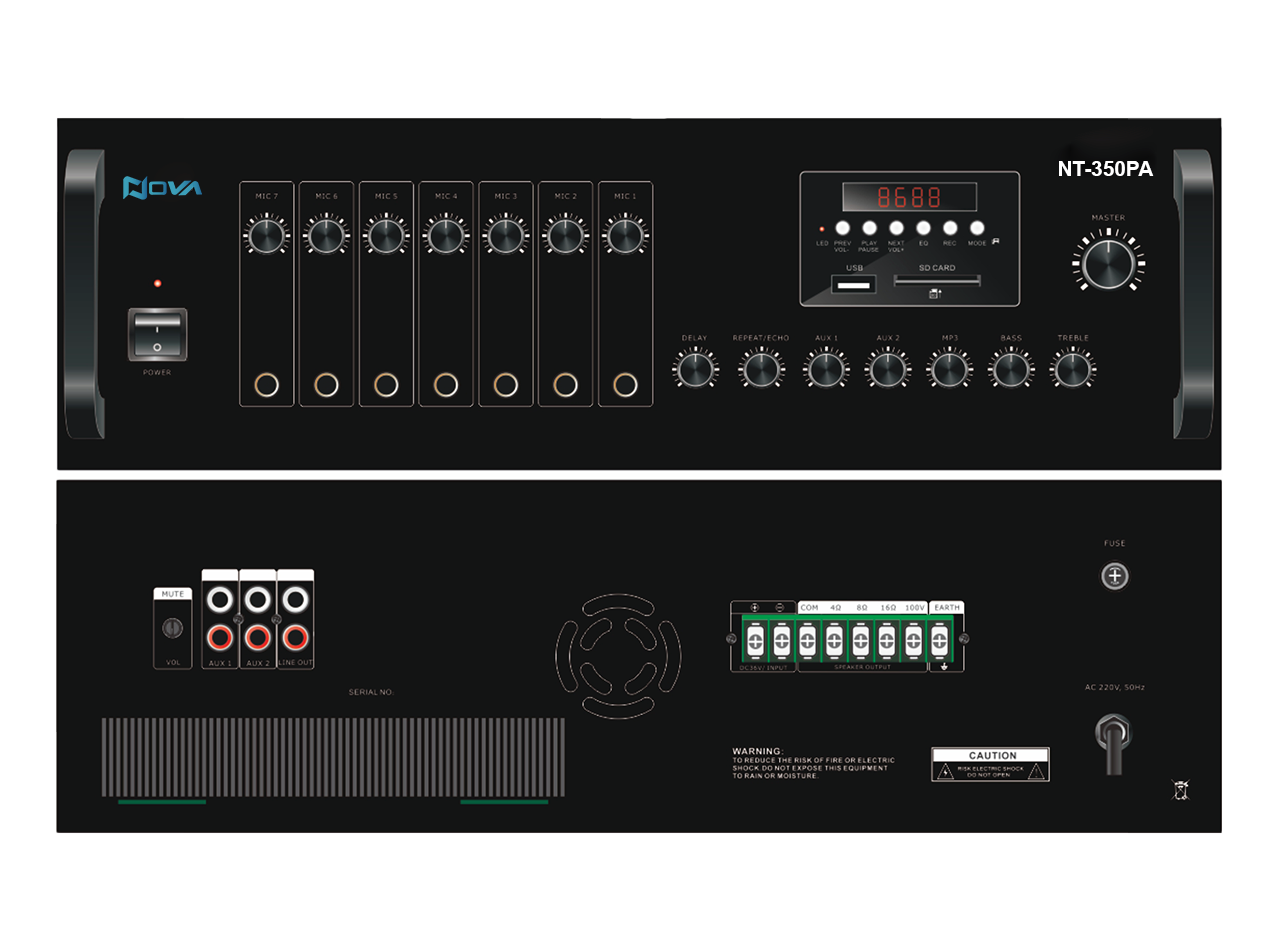 NOVA
NT-350PA
MIC 7 MIC 6 MIC 5 MIC 4 MIC 3 MIC 2 MIC 1
8688
MASTER
LED PREV PLAY NEXT EQ REC MODE
VOL- PAUSE VOL+
USB SD CARD
DELAY REPEAT/ECHO AUX 1 AUX 2 MP3 BASS TREBLE
POWER
FUSE
MUTE
COM 4Ω 8Ω 16Ω 100V EARTH
VOL AUX 1 AUX 2 LINE OUT
DC36V/ INPUT SPEAKER OUTPUT
SERIAL NO.
AC 220V, 50Hz
WARNING:
TO REDUCE THE RISK OF FIRE OR ELECTRIC
SHOCK DO NOT EXPOSE THIS EQUIPMENT
TO RAIN OR MOISTURE.
CAUTION
RISK ELECTRIC SHOCK
DO NOT OPEN